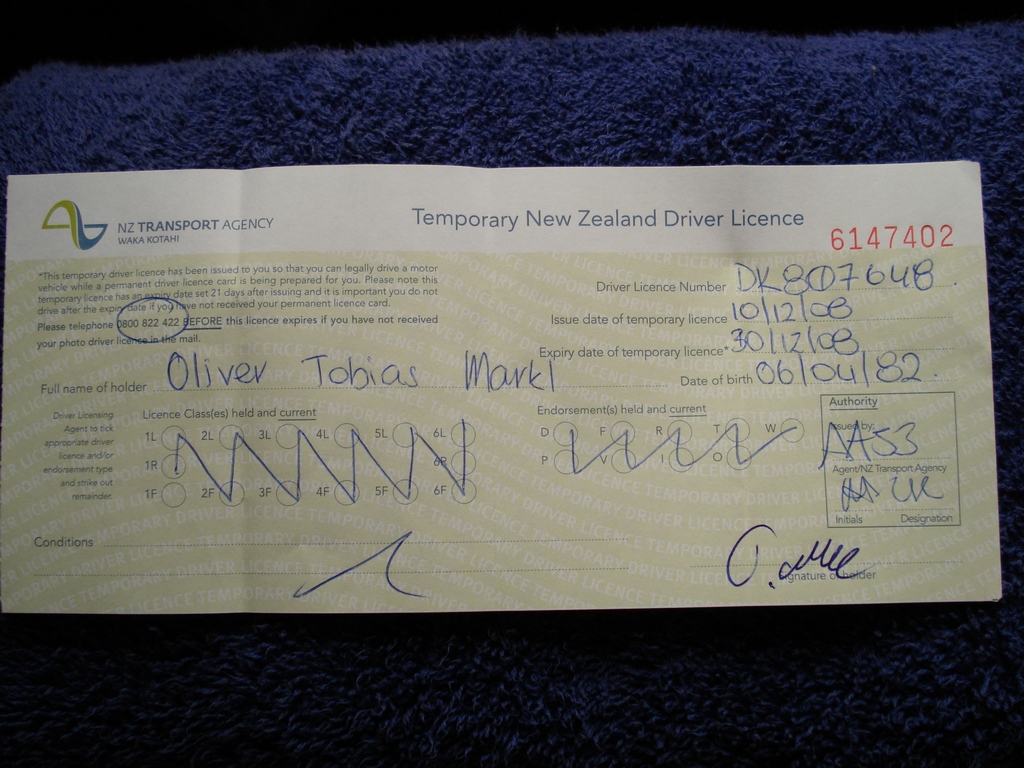 NZ TRANSPORT AGENCY
WAKA KOTAHI
Temporary New Zealand Driver Licence
6147402
*This temporary driver licence has been issued to you so that you can legally drive a motor
vehicle while a permanent driver licence card is being prepared for you. Please note this
temporary licence has an expiry date set 21 days after issuing and it is important you do not
drive after the expiry date if you have not received your permanent licence card.
Please telephone 0800 822 422 BEFORE this licence expires if you have not received
your photo driver licence in the mail.
Driver Licence Number DK807648
Issue date of temporary licence 10/12/08
Expiry date of temporary licence* 30/12/08
Full name of holder Oliver Tobias Markl
Date of birth 06/04/82
Driver Licensing
Agent to tick
appropriate driver
licence and/or
endorsement type
and strike out
remainder.
Licence Class(es) held and current
1L 2L 3L 4L 5L 6L
1R 6R
1F 2F 3F 4F 5F 6F
Endorsement(s) held and current
D F R T W
P V I O
Authority
Issued by:
AA53
Agent/NZ Transport Agency
Initials Designation
Conditions
Signature of holder